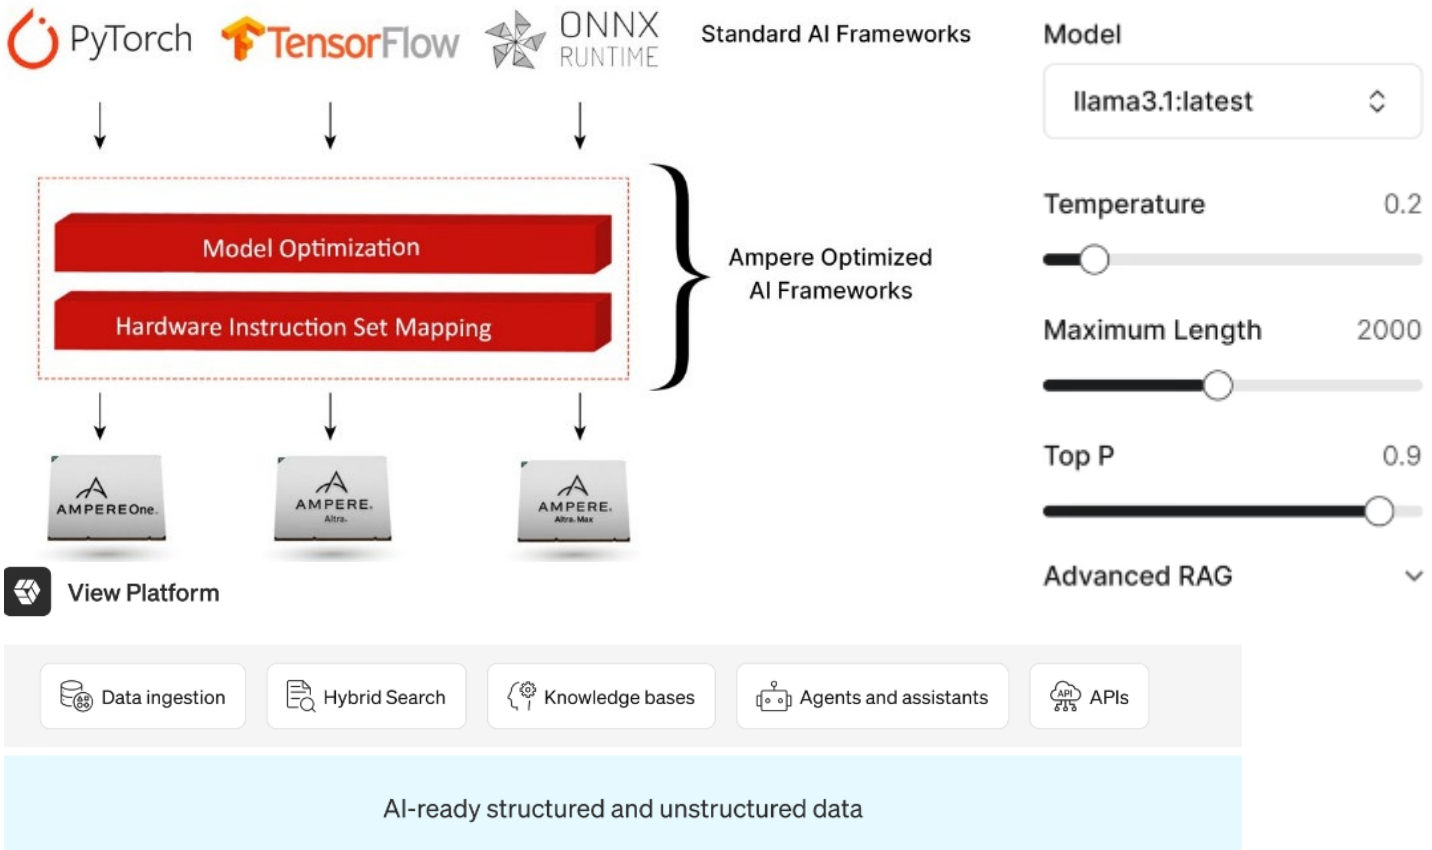 PyTorch
TensorFlow
ONNX
RUNTIME
Standard AI Frameworks
Model Optimization
Hardware Instruction Set Mapping
Ampere Optimized
AI Frameworks
AMPEREOne.
AMPERE.
Altra.
AMPERE.
Altra. Max
Model
llama3.1:latest
Temperature 0.2
Maximum Length 2000
Top P 0.9
Advanced RAG
View Platform
Data ingestion
Hybrid Search
Knowledge bases
Agents and assistants
API
APIs
AI-ready structured and unstructured data